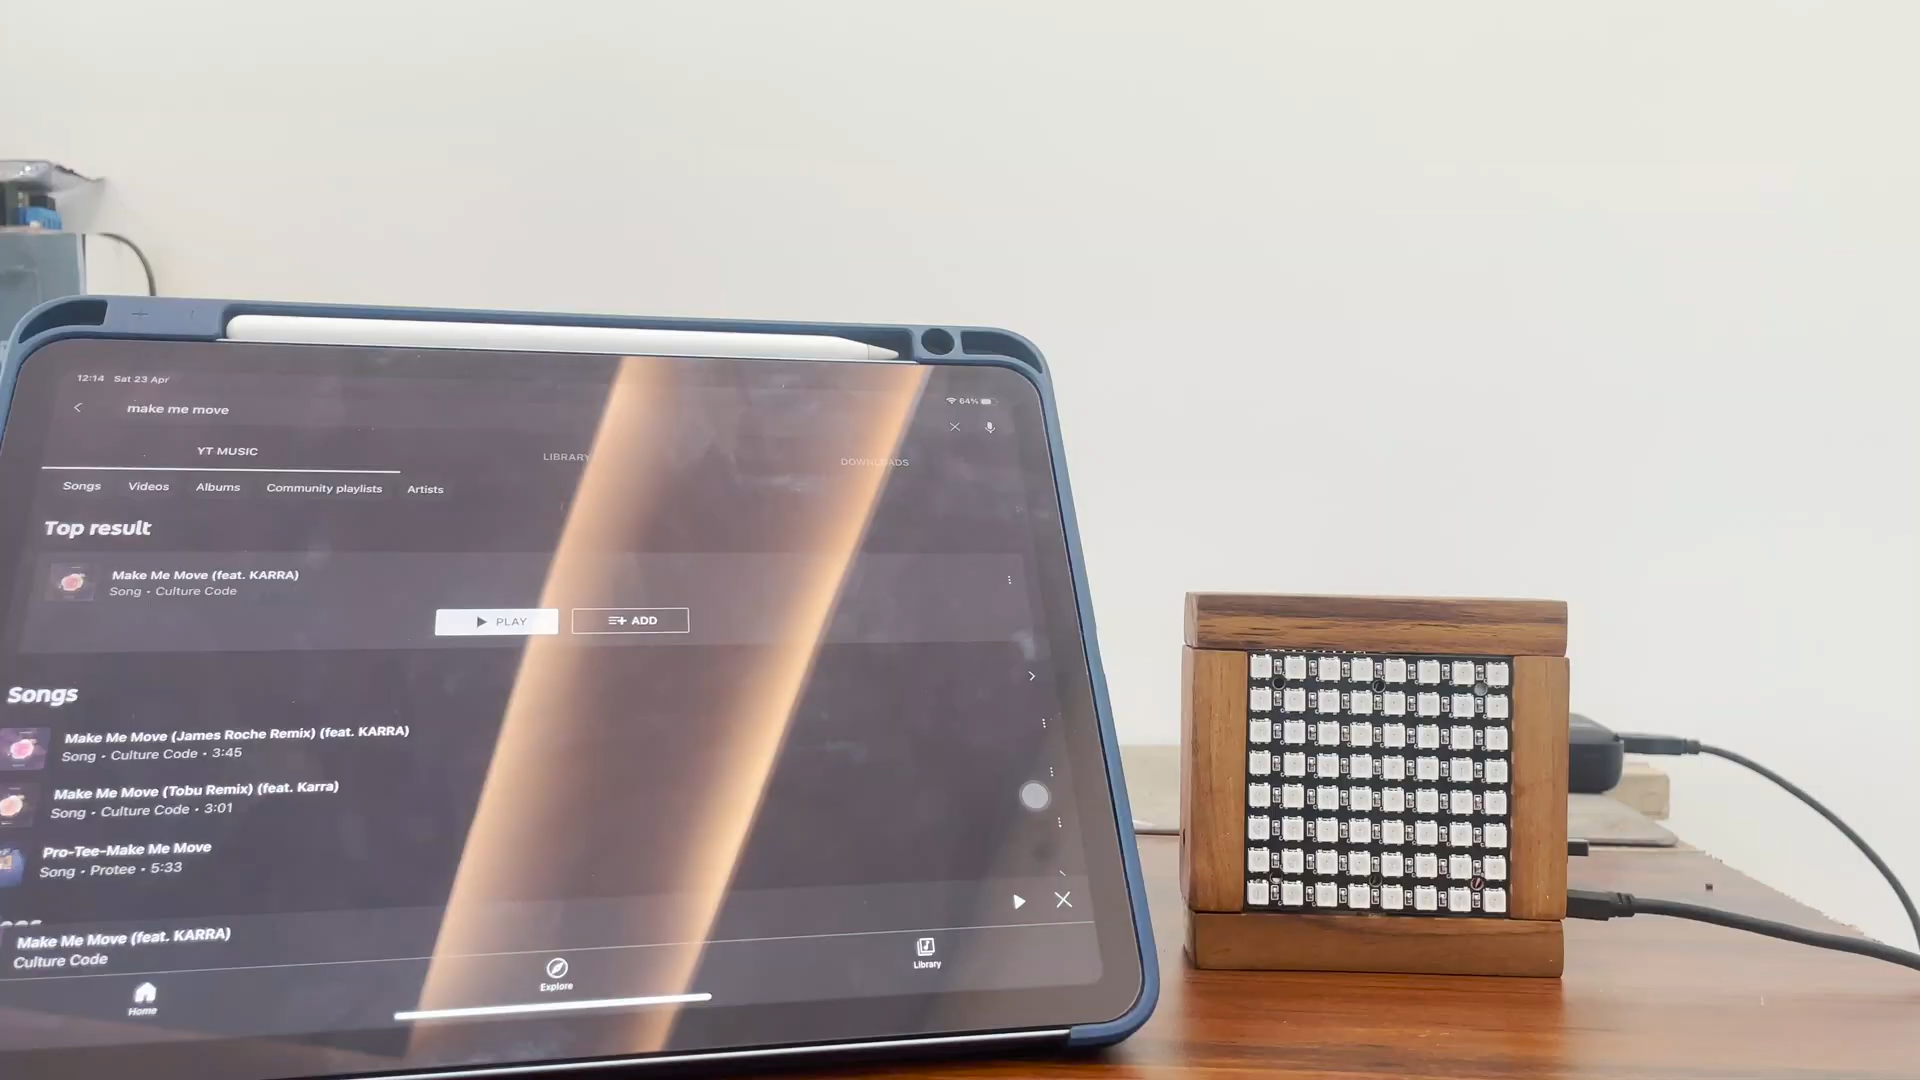 12:14 Sat 23 Apr
64%
make me move
YT MUSIC
LIBRARY
DOWNLOADS
Songs Videos Albums Community playlists Artists
Top result
Make Me Move (feat. KARRA)
Song • Culture Code
PLAY
ADD
Songs
Make Me Move (James Roche Remix) (feat. KARRA)
Song • Culture Code • 3:45
Make Me Move (Tobu Remix) (feat. Karra)
Song • Culture Code • 3:01
Pro-Tee-Make Me Move
Song • Protee • 5:33
Make Me Move (feat. KARRA)
Culture Code
Home
Explore
Library